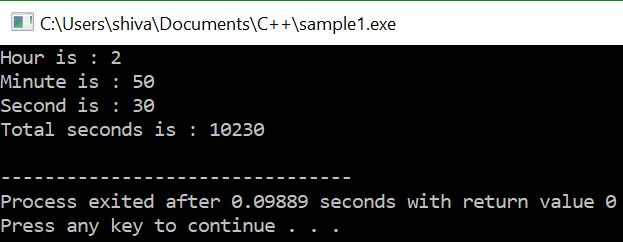 C:\Users\shiva\Documents\C++\sample1.exe
Hour is : 2
Minute is : 50
Second is : 30
Total seconds is : 10230
--------------------------------
Process exited after 0.09889 seconds with return value 0
Press any key to continue . . .